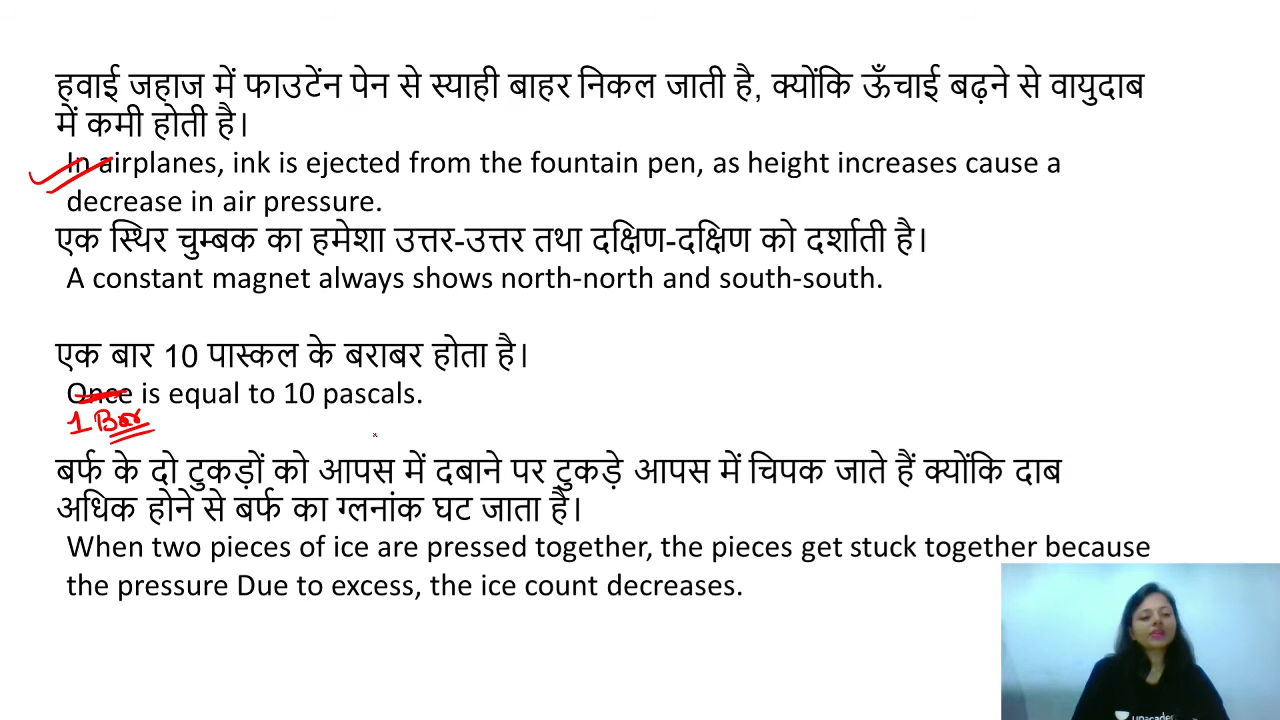 हवाई जहाज में फाउटेंन पेन से स्याही बाहर निकल जाती है, क्योंकि ऊँचाई बढ़ने से वायुदाब
में कमी होती है।
In airplanes, ink is ejected from the fountain pen, as height increases cause a
decrease in air pressure.
एक स्थिर चुम्बक का हमेशा उत्तर-उत्तर तथा दक्षिण-दक्षिण को दर्शाती है।
A constant magnet always shows north-north and south-south.
एक बार 10 पास्कल के बराबर होता है।
Once is equal to 10 pascals.
1 Bar
बर्फ के दो टुकड़ों को आपस में दबाने पर टुकड़े आपस में चिपक जाते हैं क्योंकि दाब
अधिक होने से बर्फ का ग्लनांक घट जाता है।
When two pieces of ice are pressed together, the pieces get stuck together because
the pressure Due to excess, the ice count decreases.